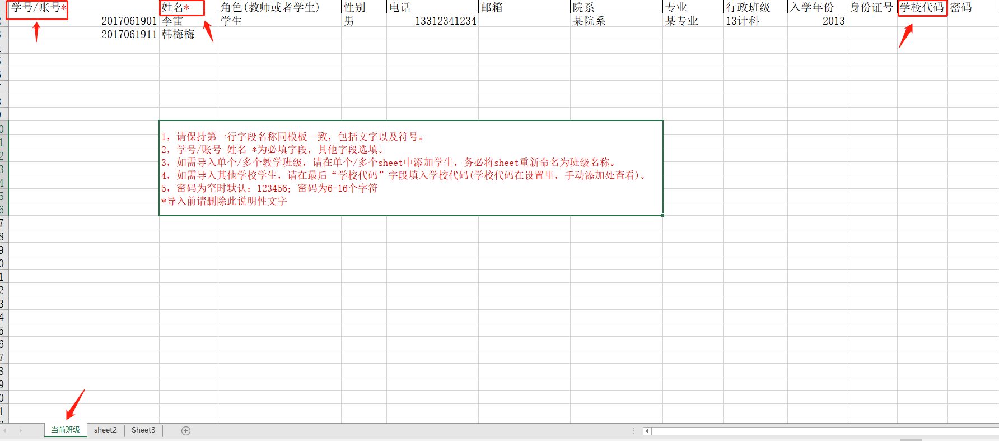 学号/账号* 姓名* 角色(教师或者学生) 性别 电话 邮箱 院系 专业 行政班级 入学年份 身份证号 学校代码 密码
2017061901 李雷 学生 男 13312341234 某院系 某专业 13计科 2013
2017061911 韩梅梅
1，请保持第一行字段名称同模板一致，包括文字以及符号。
2，学号/账号 姓名 *为必填字段，其他字段选填。
3，如需导入单个/多个教学班级，请在单个/多个sheet中添加学生，务必将sheet重新命名为班级名称。
4，如需导入其他学校学生，请在最后“学校代码”字段填入学校代码(学校代码在设置里，手动添加处查看)。
5，密码为空时默认：123456；密码为6-16个字符
*导入前请删除此说明性文字
当前班级 sheet2 Sheet3